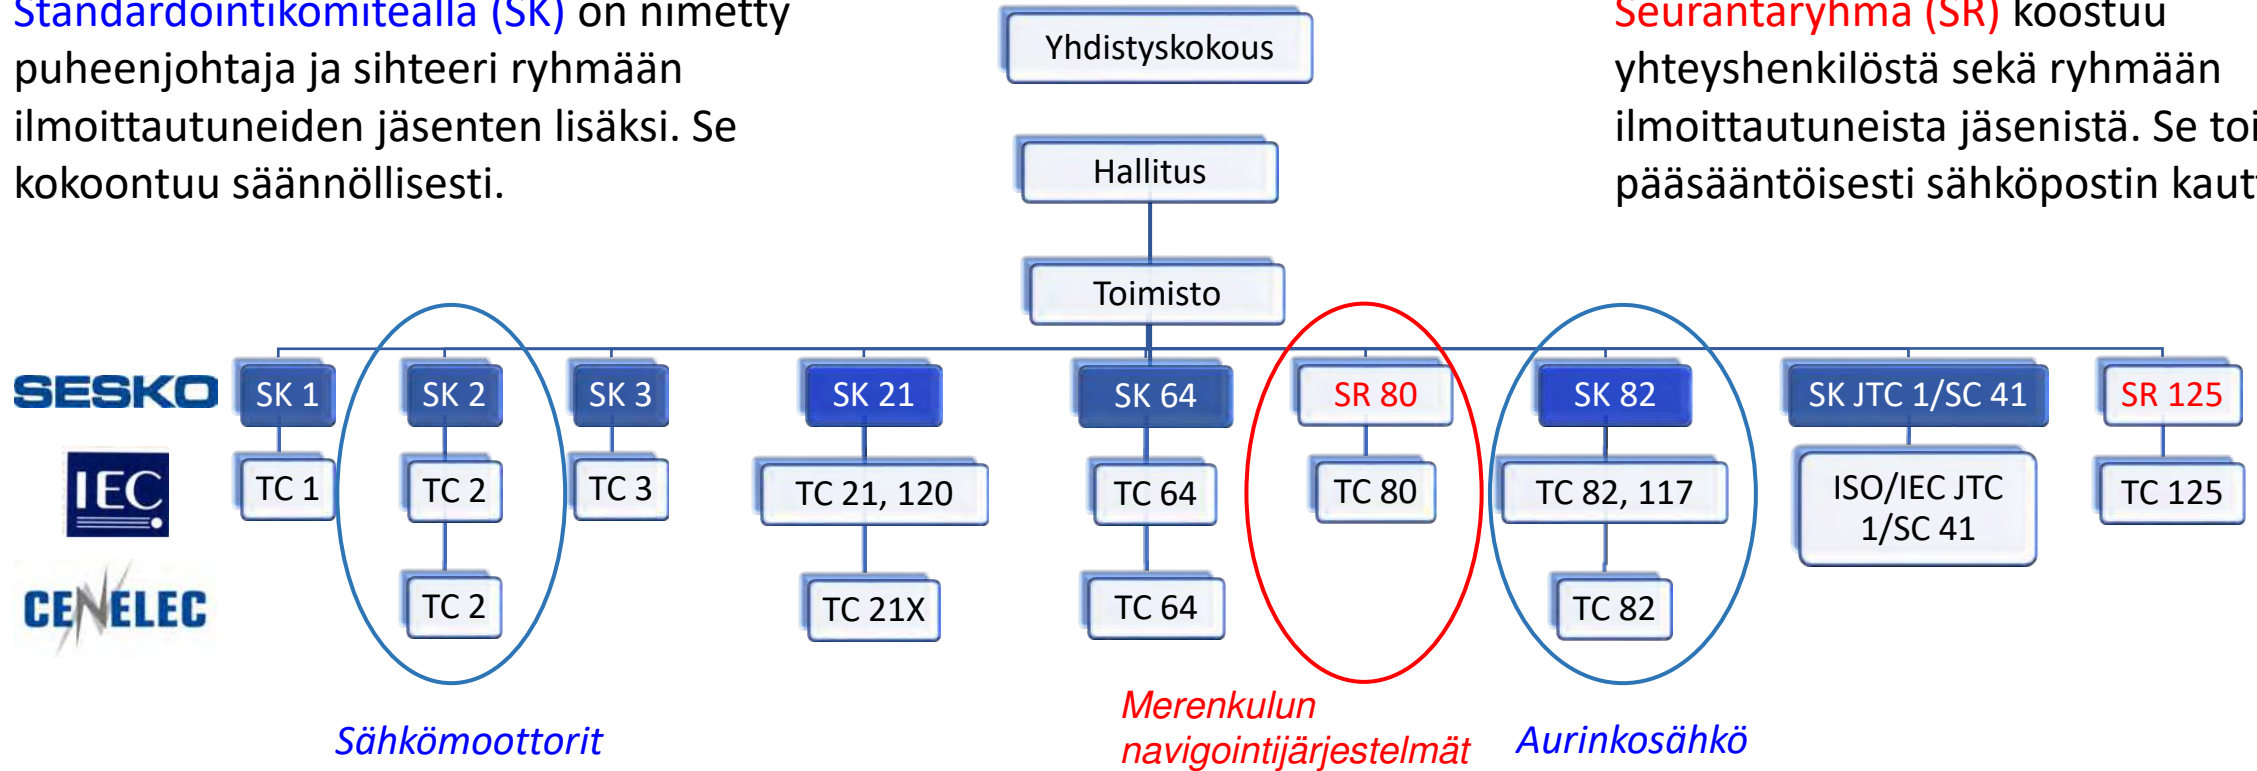 Standardointikomitealla (SK) on nimetty
puheenjohtaja ja sihteeri ryhmään
ilmoittautuneiden jäsenten lisäksi. Se
kokoontuu säännöllisesti.
Yhdistyskokous
Hallitus
Toimisto
Seurantaryhmä (SR) koostuu
yhteyshenkilöstä sekä ryhmään
ilmoittautuneista jäsenistä. Se
pääsääntöisesti sähköpostin
SESKO
SK 1
SK 2
SK 3
SK 21
SK 64
SR 80
SK 82
SK JTC 1/SC 41
SR 125
IEC
TC 1
TC 2
TC 3
TC 21, 120
TC 64
TC 80
TC 82, 117
ISO/IEC JTC
1/SC 41
TC 125
CENELEC
TC 2
TC 21X
TC 64
TC 82
Sähkömoottorit
Merenkulun
navigointijärjestelmät
Aurinkosähkö